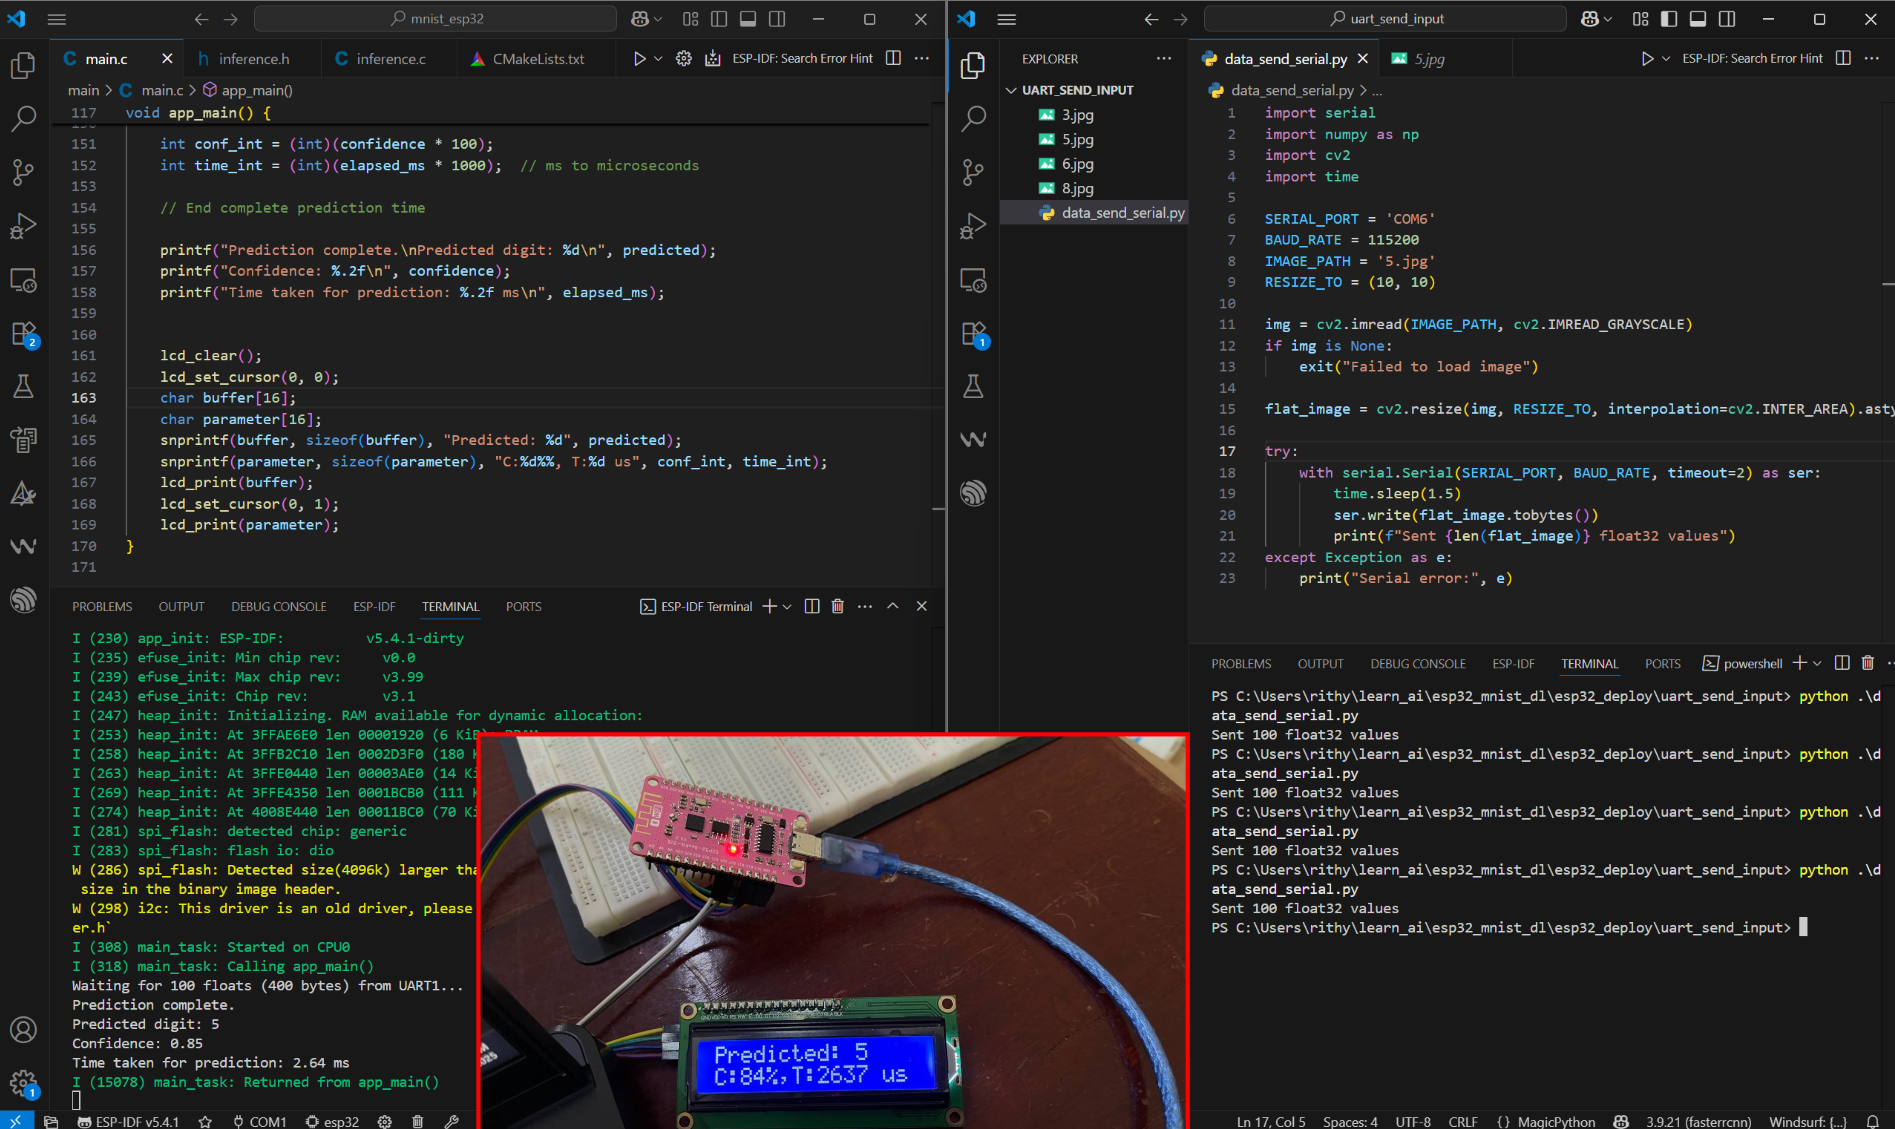 mnist_esp32
main.c
inference.h
inference.c
CMakeLists.txt
ESP-IDF: Search Error Hint
main > main.c > app_main()
117 void app_main() {
151 int conf_int = (int)(confidence * 100);
152 int time_int = (int)(elapsed_ms * 1000);  // ms to microseconds
153
154 // End complete prediction time
155
156 printf("Prediction complete.\nPredicted digit: %d\n", predicted);
157 printf("Confidence: %.2f\n", confidence);
158 printf("Time taken for prediction: %.2f ms\n", elapsed_ms);
159
160
161 lcd_clear();
162 lcd_set_cursor(0, 0);
163 char buffer[16];
164 char parameter[16];
165 snprintf(buffer, sizeof(buffer), "Predicted: %d", predicted);
166 snprintf(parameter, sizeof(parameter), "C:%d%%, T:%d us", conf_int, time_int);
167 lcd_print(buffer);
168 lcd_set_cursor(0, 1);
169 lcd_print(parameter);
170 }
171
PROBLEMS OUTPUT DEBUG CONSOLE ESP-IDF TERMINAL PORTS
ESP-IDF Terminal
I (230) app_init: ESP-IDF:          v5.4.1-dirty
I (235) efuse_init: Min chip rev:     v0.0
I (239) efuse_init: Max chip rev:     v3.99
I (243) efuse_init: Chip rev:         v3.1
I (247) heap_init: Initializing. RAM available for dynamic allocation:
I (253) heap_init: At 3FFAE6E0 len 00001920 (6 KiB): DRAM
I (258) heap_init: At 3FFB2C10 len 0002D3F0 (180 K
I (263) heap_init: At 3FFE0440 len 00003AE0 (14 Ki
I (269) heap_init: At 3FFE4350 len 0001BCB0 (111 K
I (274) heap_init: At 4008E440 len 00011BC0 (70 Ki
I (281) spi_flash: detected chip: generic
I (283) spi_flash: flash io: dio
W (286) spi_flash: Detected size(4096k) larger tha
size in the binary image header.
W (298) i2c: This driver is an old driver, please
er.h`
I (308) main_task: Started on CPU0
I (318) main_task: Calling app_main()
Waiting for 100 floats (400 bytes) from UART1...
Prediction complete.
Predicted digit: 5
Confidence: 0.85
Time taken for prediction: 2.64 ms
I (15078) main_task: Returned from app_main()
2
1
ESP-IDF v5.4.1
COM1
esp32
Predicted: 5
C:84%,T:2637 us
uart_send_input
EXPLORER
UART_SEND_INPUT
3.jpg
5.jpg
6.jpg
8.jpg
data_send_serial.py
1
data_send_serial.py
5.jpg
ESP-IDF: Search Error Hint
data_send_serial.py > ...
1 import serial
2 import numpy as np
3 import cv2
4 import time
5
6 SERIAL_PORT = 'COM6'
7 BAUD_RATE = 115200
8 IMAGE_PATH = '5.jpg'
9 RESIZE_TO = (10, 10)
10
11 img = cv2.imread(IMAGE_PATH, cv2.IMREAD_GRAYSCALE)
12 if img is None:
13 exit("Failed to load image")
14
15 flat_image = cv2.resize(img, RESIZE_TO, interpolation=cv2.INTER_AREA).asty
16
17 try:
18 with serial.Serial(SERIAL_PORT, BAUD_RATE, timeout=2) as ser:
19 time.sleep(1.5)
20 ser.write(flat_image.tobytes())
21 print(f"Sent {len(flat_image)} float32 values")
22 except Exception as e:
23 print("Serial error:", e)
PROBLEMS OUTPUT DEBUG CONSOLE ESP-IDF TERMINAL PORTS
powershell
PS C:\Users\rithy\learn_ai\esp32_mnist_dl\esp32_deploy\uart_send_input> python .\d
ata_send_serial.py
Sent 100 float32 values
PS C:\Users\rithy\learn_ai\esp32_mnist_dl\esp32_deploy\uart_send_input> python .\d
ata_send_serial.py
Sent 100 float32 values
PS C:\Users\rithy\learn_ai\esp32_mnist_dl\esp32_deploy\uart_send_input> python .\d
ata_send_serial.py
Sent 100 float32 values
PS C:\Users\rithy\learn_ai\esp32_mnist_dl\esp32_deploy\uart_send_input> python .\d
ata_send_serial.py
Sent 100 float32 values
PS C:\Users\rithy\learn_ai\esp32_mnist_dl\esp32_deploy\uart_send_input>
Ln 17, Col 5
Spaces: 4
UTF-8
CRLF
{} MagicPython
3.9.21 (fasterrcnn)
Windsurf: {...}